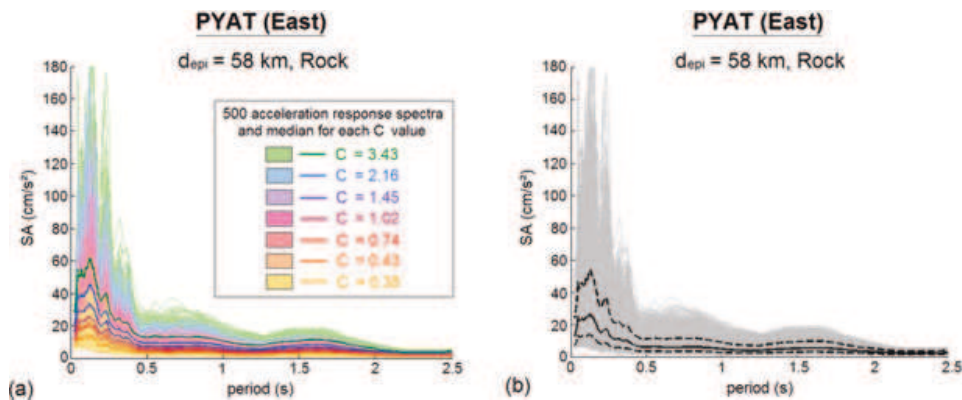 PYAT (East)
d_epi = 58 km, Rock
SA (cm/s²)
180
160
140
120
100
80
60
40
20
0
500 acceleration response spectra
and median for each C value
C = 3.43
C = 2.16
C = 1.45
C = 1.02
C = 0.74
C = 0.43
C = 0.33
0 0.5 1 1.5 2 2.5
period (s)
(a)
PYAT (East)
d_epi = 58 km, Rock
SA (cm/s²)
180
160
140
120
100
80
60
40
20
0
0 0.5 1 1.5 2 2.5
period (s)
(b)